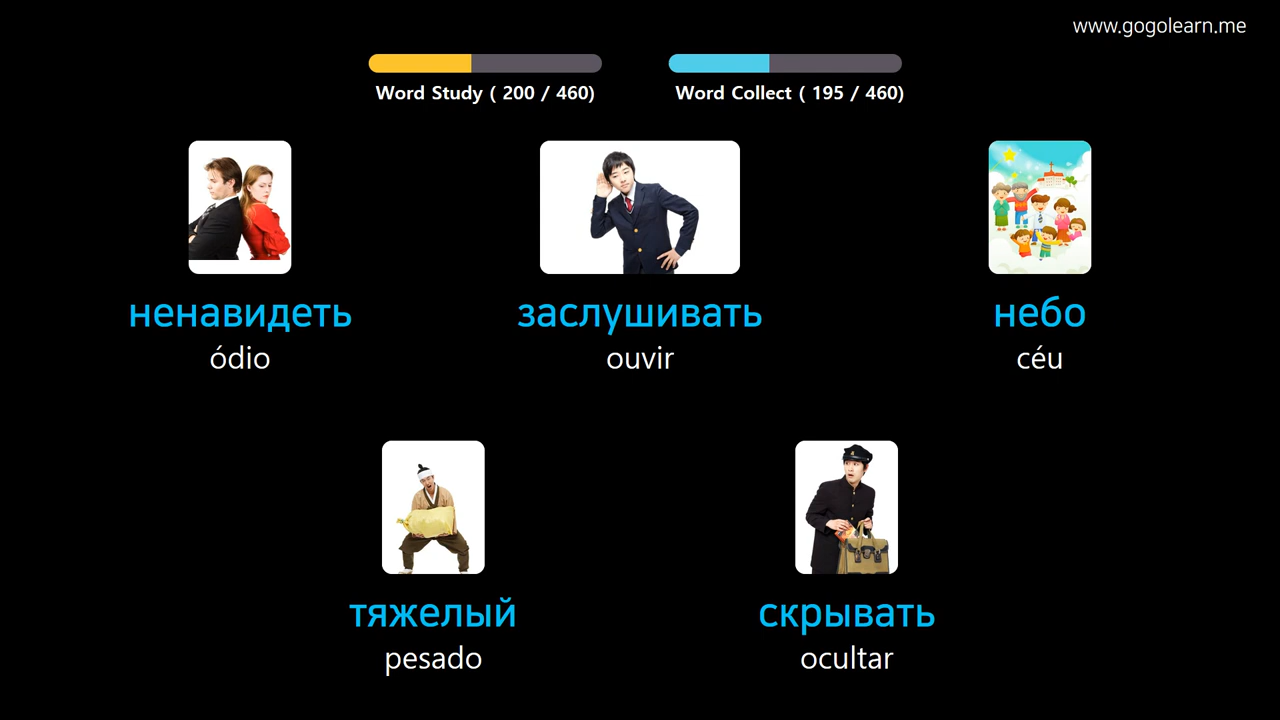 www.gogolearn.me
Word Study ( 200 / 460)
Word Collect ( 195 / 460)
ненавидеть
ódio
заслушивать
ouvir
небо
céu
тяжелый
pesado
скрывать
ocultar